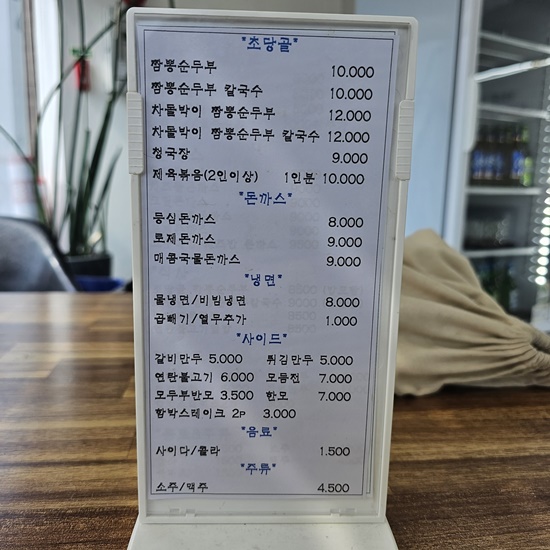 *초당골*
짬뽕순두부 10.000
짬뽕순두부 칼국수 10.000
차돌박이 짬뽕순두부 12.000
차돌박이 짬뽕순두부 칼국수 12.000
청국장 9.000
제육볶음(2인이상) 1인분 10.000
*돈까스*
등심돈까스 8.000
로제돈까스 9.000
매콤국물돈까스 9.000
*냉면*
물냉면/비빔냉면 8.000
곱빼기/열무추가 1.000
*사이드*
갈비만두 5.000 튀김만두 5.000
연탄불고기 6.000 모듬전 7.000
모두부반모 3.500 한모 7.000
함박스테이크 2P 3.000
*음료*
사이다/콜라 1.500
*주류*
소주/맥주 4.500